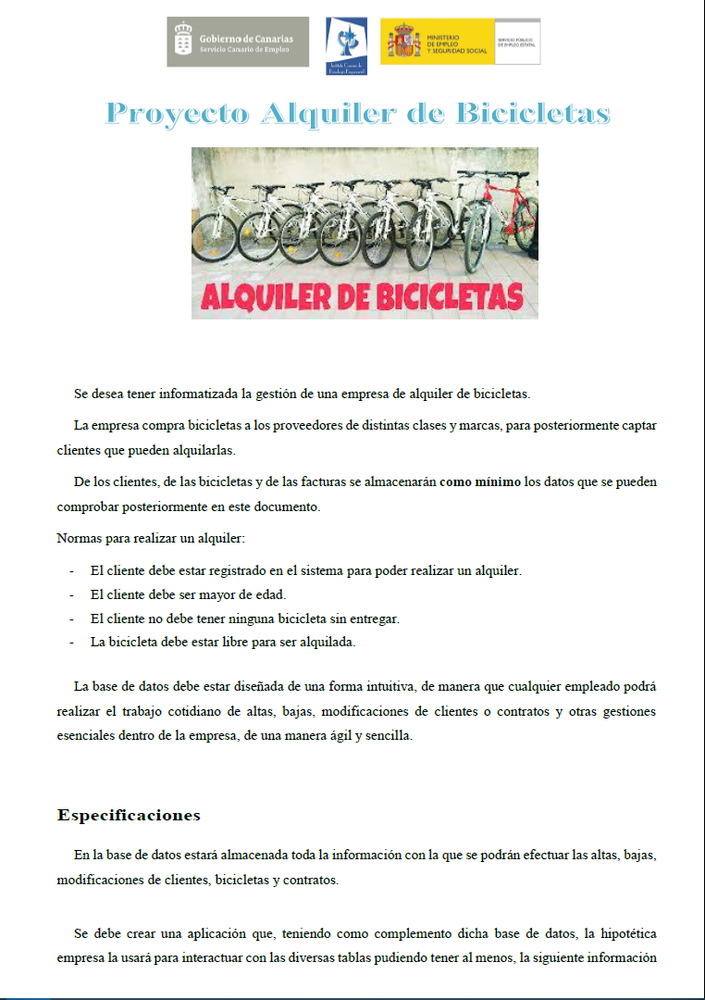 Gobierno de Canarias
Servicio Canario de Empleo
MINISTERIO
DE EMPLEO
Y SEGURIDAD SOCIAL
SERVICIO PÚBLICO
DE EMPLEO ESTATAL
Proyecto Alquiler de Bicicletas
ALQUILER DE BICICLETAS
Se desea tener informatizada la gestión de una empresa de alquiler de bicicletas.
La empresa compra bicicletas a los proveedores de distintas clases y marcas, para posteriormente captar
clientes que pueden alquilarlas.
De los clientes, de las bicicletas y de las facturas se almacenarán como mínimo los datos que se pueden
comprobar posteriormente en este documento.
Normas para realizar un alquiler:
- El cliente debe estar registrado en el sistema para poder realizar un alquiler.
- El cliente debe ser mayor de edad.
- El cliente no debe tener ninguna bicicleta sin entregar.
- La bicicleta debe estar libre para ser alquilada.
La base de datos debe estar diseñada de una forma intuitiva, de manera que cualquier empleado podrá
realizar el trabajo cotidiano de altas, bajas, modificaciones de clientes o contratos y otras gestiones
esenciales dentro de la empresa, de una manera ágil y sencilla.
Especificaciones
En la base de datos estará almacenada toda la información con la que se podrán efectuar las altas, bajas,
modificaciones de clientes, bicicletas y contratos.
Se debe crear una aplicación que, teniendo como complemento dicha base de datos, la hipotética
empresa la usará para interactuar con las diversas tablas pudiendo tener al menos, la siguiente información